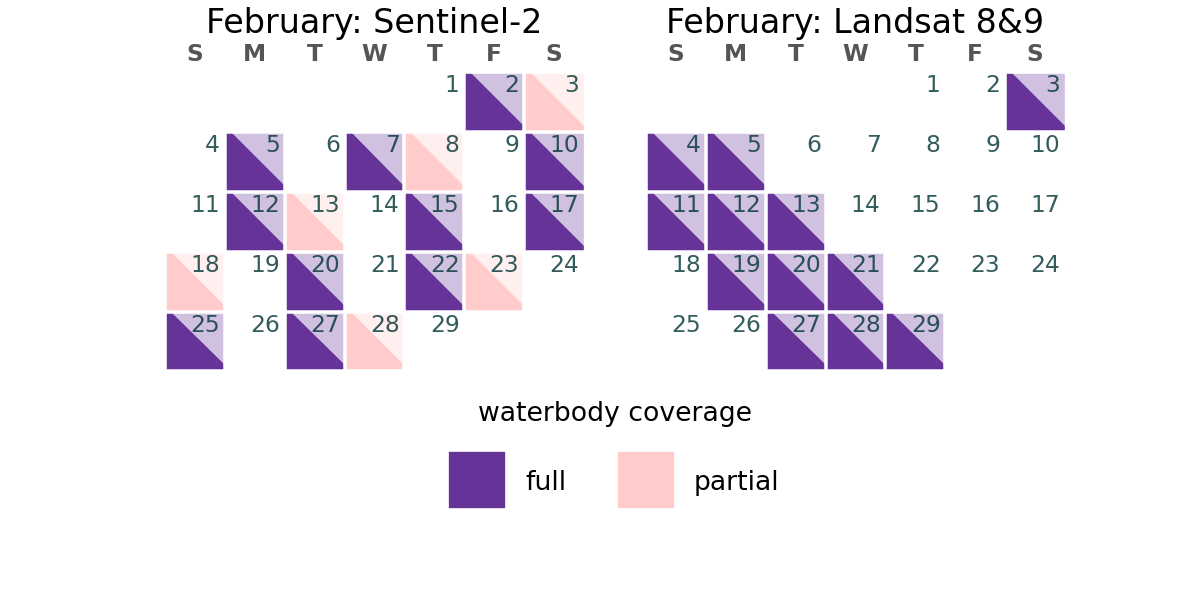 February: Sentinel-2
S M T W T F S
1 2 3
4 5 6 7 8 9 10
11 12 13 14 15 16 17
18 19 20 21 22 23 24
25 26 27 28 29
February: Landsat 8&9
S M T W T F S
1 2 3
4 5 6 7 8 9 10
11 12 13 14 15 16 17
18 19 20 21 22 23 24
25 26 27 28 29
waterbody coverage
full
partial